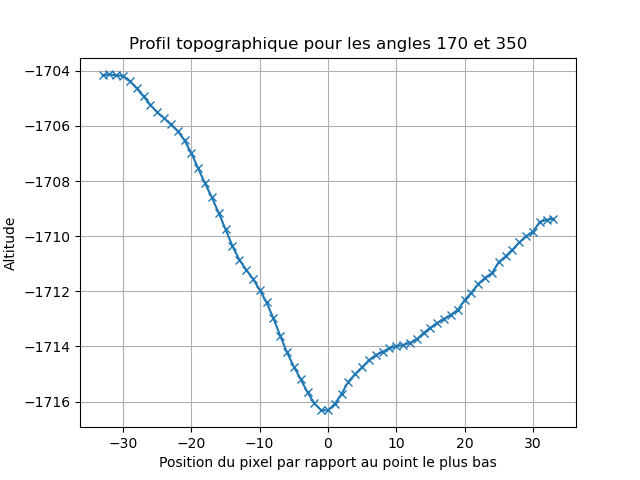 Profil topographique pour les angles 170 et 350
Altitude
−1704
−1706
−1708
−1710
−1712
−1714
−1716
−30 −20 −10 0 10 20 30
Position du pixel par rapport au point le plus bas